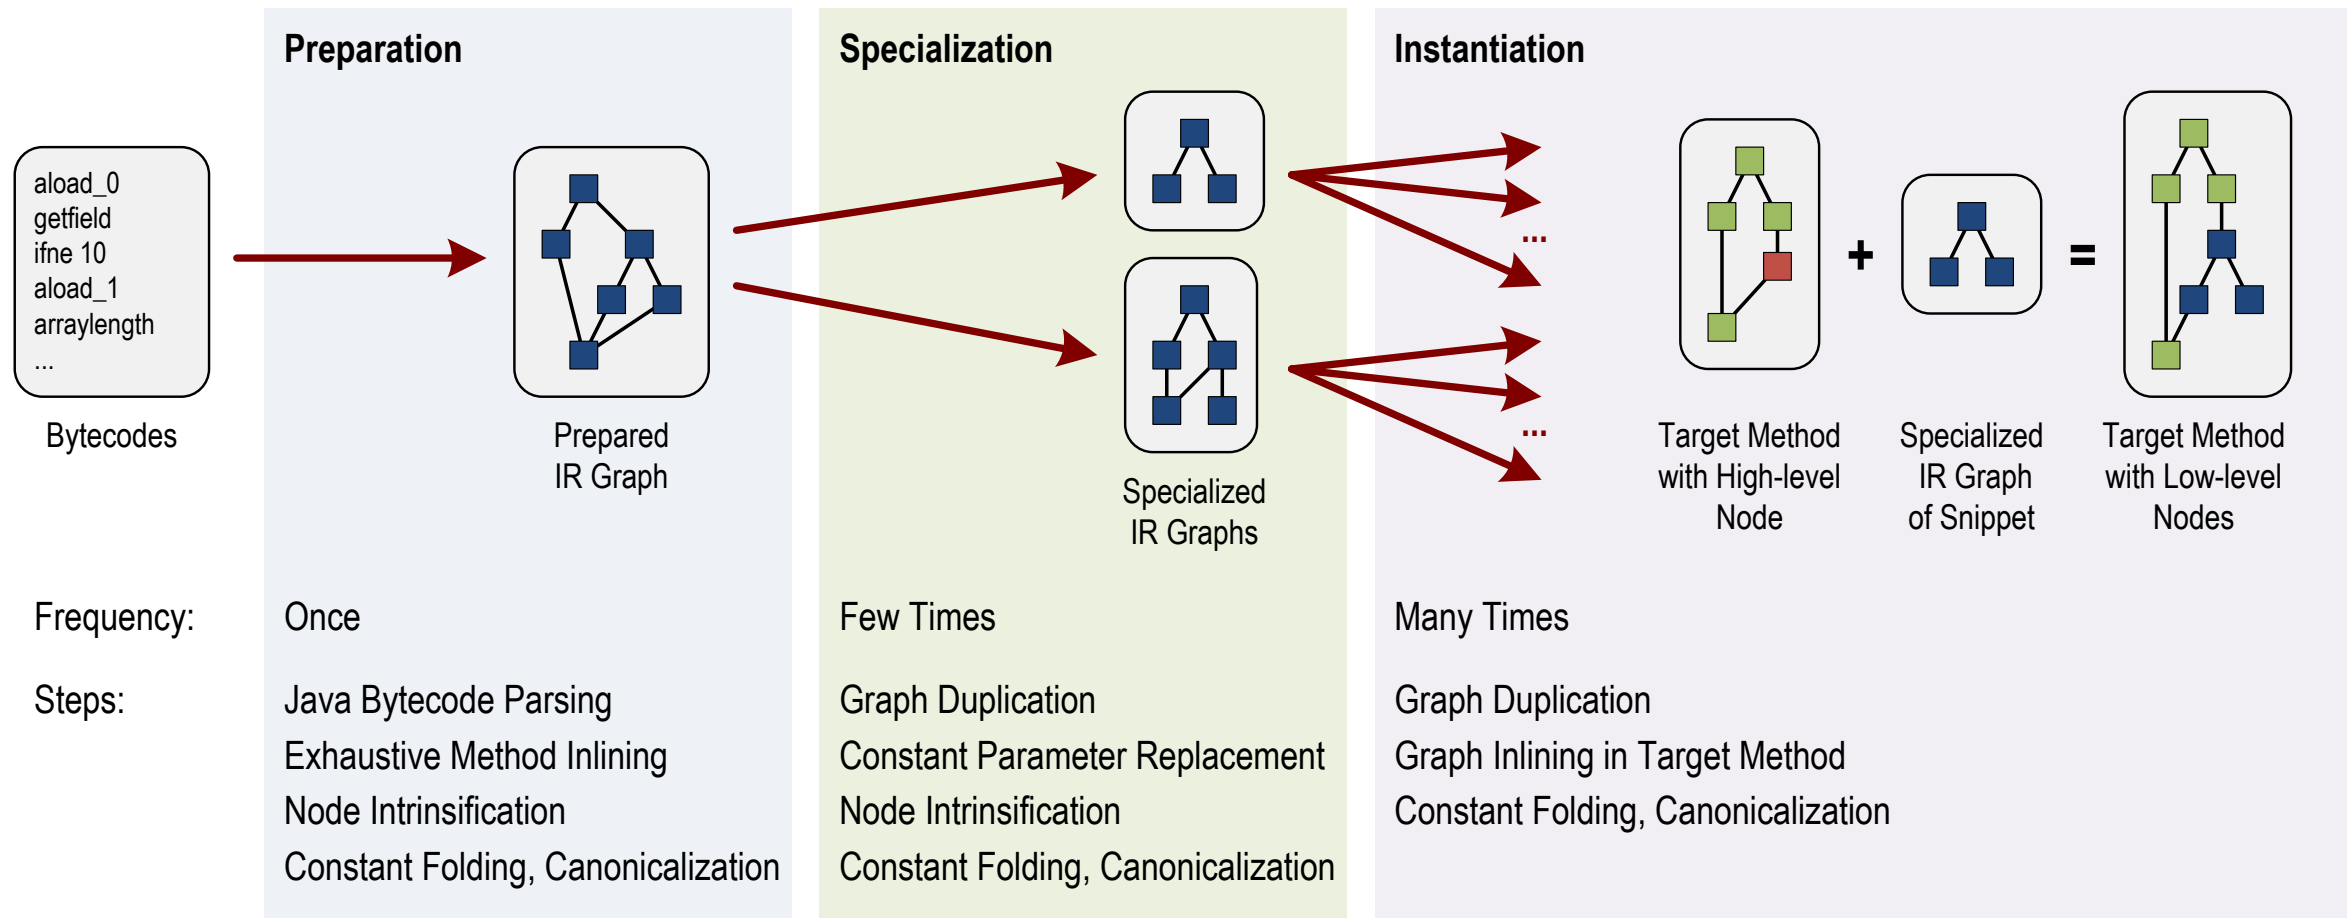 Preparation
Specialization
Instantiation
aload_0
getfield
ifne 10
aload_1
arraylength
...
Bytecodes
Prepared
IR Graph
Specialized
IR Graphs
...
...
+
=
Target Method
with High-level
Node
Specialized
IR Graph
of Snippet
Target Method
with Low-level
Nodes
Frequency:
Once
Few Times
Many Times
Steps:
Java Bytecode Parsing
Exhaustive Method Inlining
Node Intrinsification
Constant Folding, Canonicalization
Graph Duplication
Constant Parameter Replacement
Node Intrinsification
Constant Folding, Canonicalization
Graph Duplication
Graph Inlining in Target Method
Constant Folding, Canonicalization